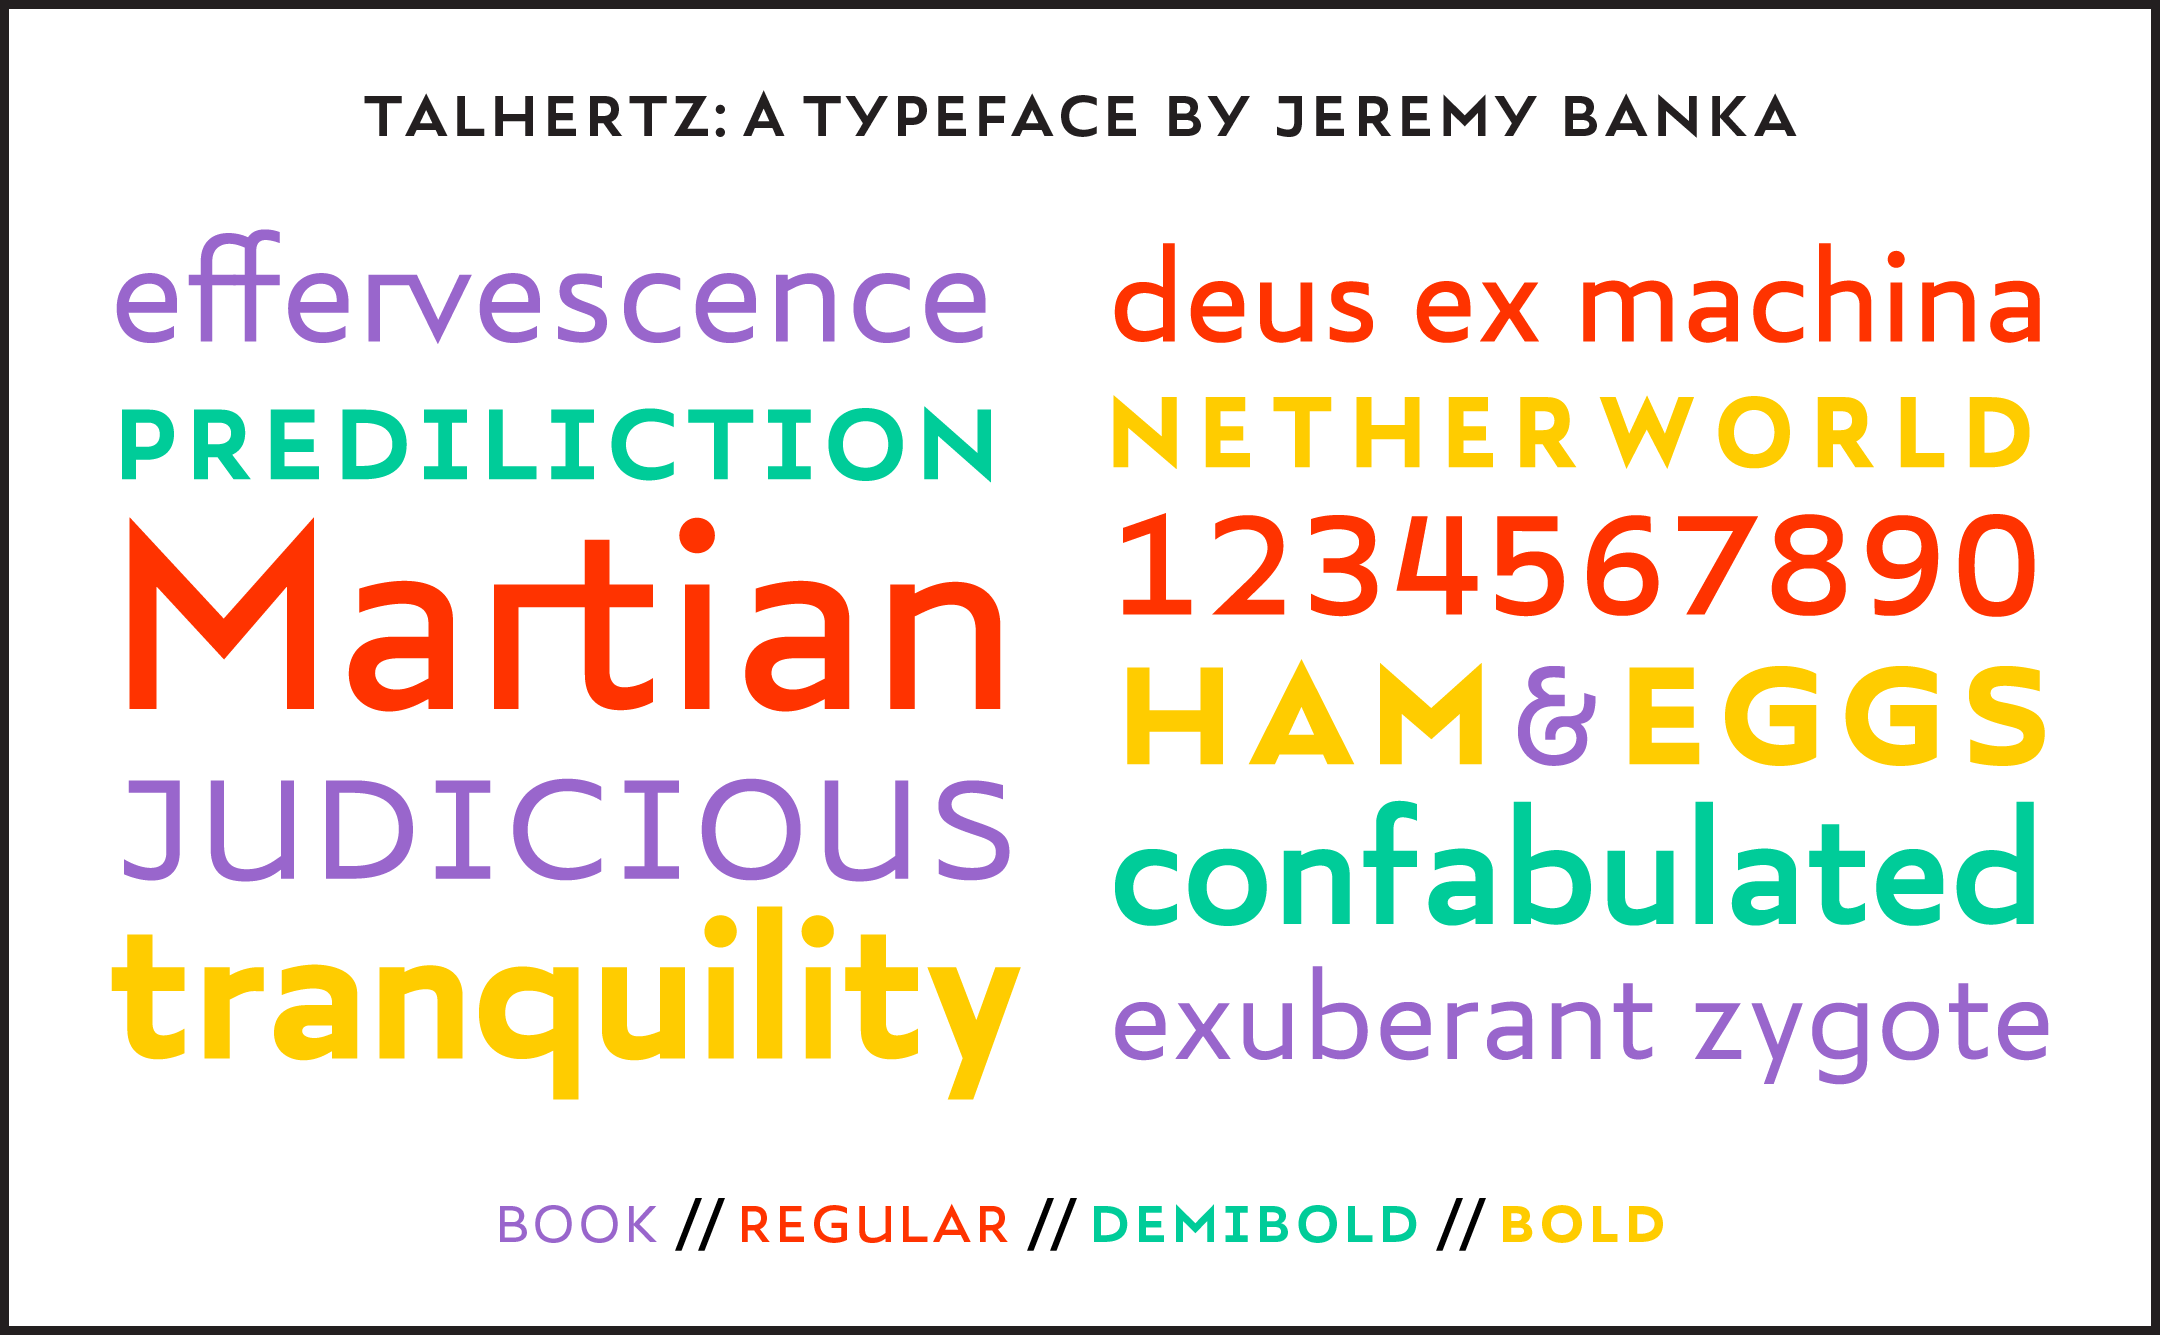 TALHERTZ: A TYPEFACE BY JEREMY BANKA
effervescence
PREDILICTION
Martian
JUDICIOUS
tranquility
deus ex machina
NETHERWORLD
1234567890
HAM & EGGS
confabulated
exuberant zygote
BOOK // REGULAR // DEMIBOLD // BOLD